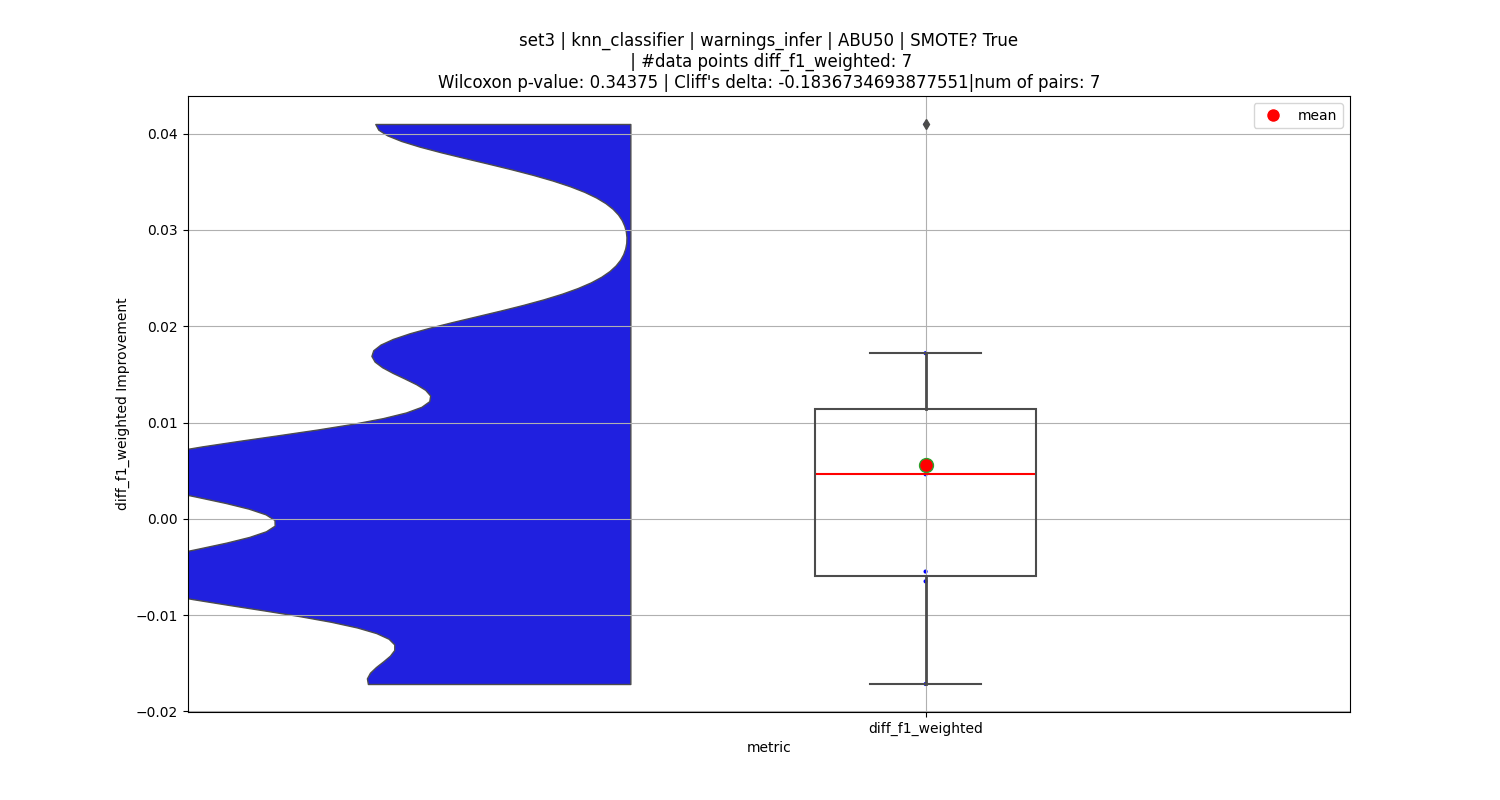 set3 | knn_classifier | warnings_infer | ABU50 | SMOTE? True
| #data points diff_f1_weighted: 7
Wilcoxon p-value: 0.34375 | Cliff's delta: -0.1836734693877551|num of pairs: 7
mean
0.04
0.03
0.02
0.01
0.00
−0.01
−0.02
diff_f1_weighted Improvement
diff_f1_weighted
metric